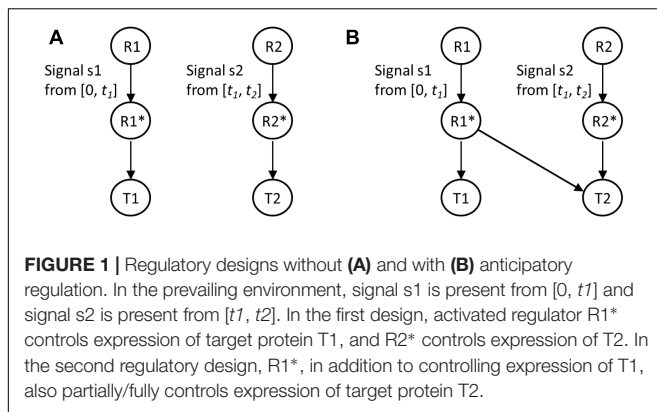 A
B
R1
R2
R1
R2
Signal s1
from [0, t₁]
Signal s2
from [t₁, t₂]
Signal s1
from [0, t₁]
Signal s2
from [t₁, t₂]
R1*
R2*
R1*
R2*
T1
T2
T1
T2
FIGURE 1 | Regulatory designs without (A) and with (B) anticipatory
regulation. In the prevailing environment, signal s1 is present from [0, t1] and
signal s2 is present from [t1, t2]. In the first design, activated regulator R1*
controls expression of target protein T1, and R2* controls expression of T2. In
the second regulatory design, R1*, in addition to controlling expression of T1,
also partially/fully controls expression of target protein T2.